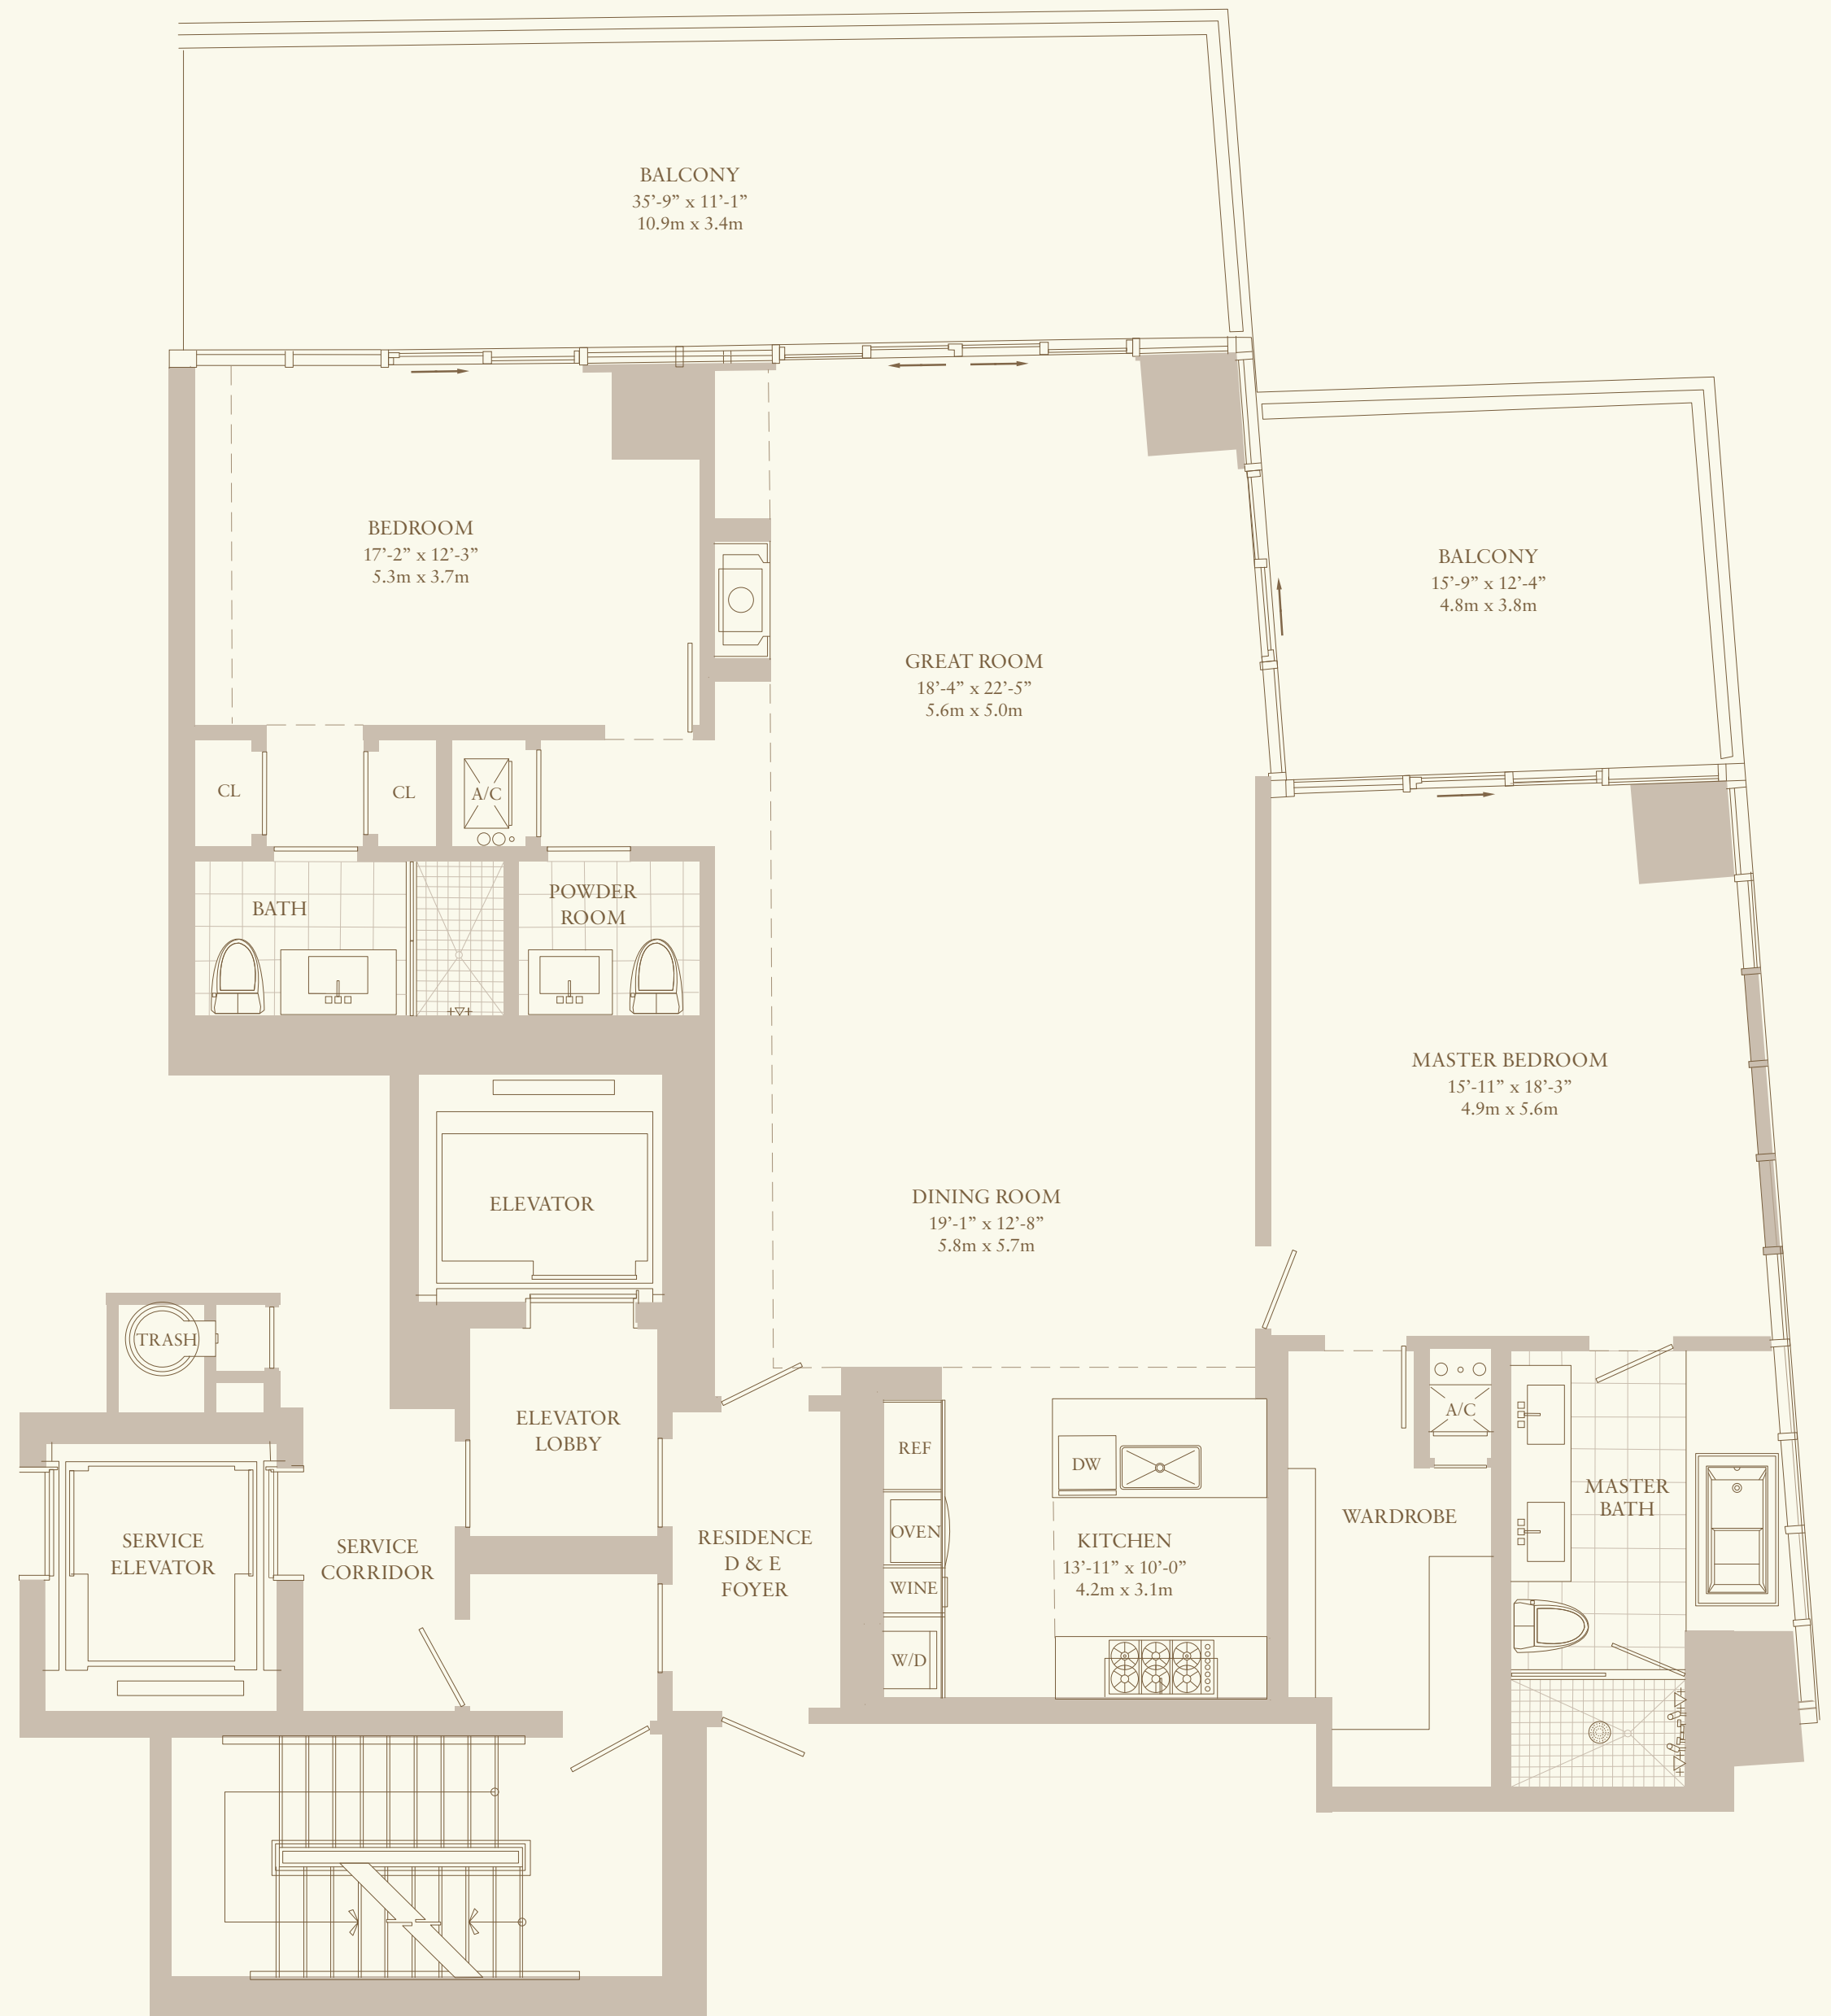 BALCONY
35’-9” x 11’-1”
10.9m x 3.4m
BEDROOM
17’-2” x 12’-3”
5.3m x 3.7m
BALCONY
15’-9” x 12’-4”
4.8m x 3.8m
GREAT ROOM
18’-4” x 22’-5”
5.6m x 5.0m
CL
CL
A/C
BATH
POWDER
ROOM
MASTER BEDROOM
15’-11” x 18’-3”
4.9m x 5.6m
ELEVATOR
DINING ROOM
19’-1” x 12’-8”
5.8m x 5.7m
TRASH
ELEVATOR
LOBBY
REF
DW
A/C
OVEN
WINE
W/D
KITCHEN
13’-11” x 10’-0”
4.2m x 3.1m
WARDROBE
MASTER
BATH
SERVICE
ELEVATOR
SERVICE
CORRIDOR
RESIDENCE
D & E
FOYER